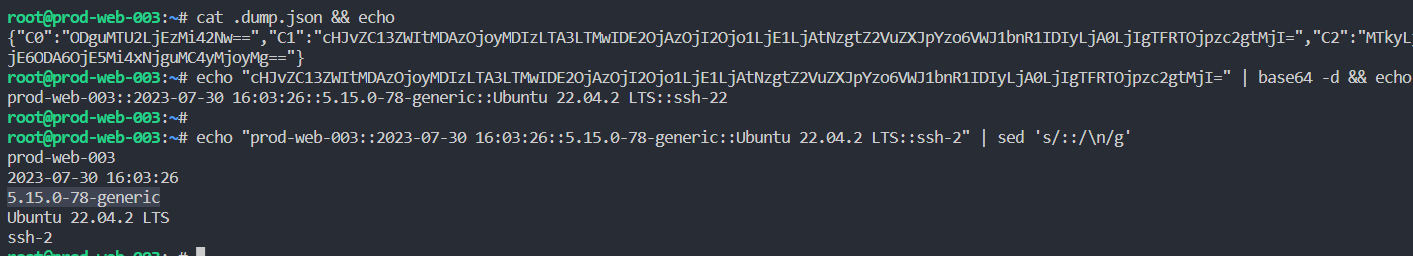 root@prod-web-003:~# cat .dump.json && echo
{"C0":"ODguMTU2LjEzMi42Nw==","C1":"cHJvZC13ZWItMDAzOjoyMDIzLTA3LTMwIDE2OjAzOjI2Ojo1LjE1LjAtNzgtZ2VuZXJpYzo6VWJ1bnR1IDIyLjA0LjIgTFRTOjpzc2gtMjI=","C2":"MTkyLj
jE6ODA6OjE5Mi4xNjguMC4yMjoyMg=="}
root@prod-web-003:~# echo "cHJvZC13ZWItMDAzOjoyMDIzLTA3LTMwIDE2OjAzOjI2Ojo1LjE1LjAtNzgtZ2VuZXJpYzo6VWJ1bnR1IDIyLjA0LjIgTFRTOjpzc2gtMjI=" | base64 -d && echo
prod-web-003::2023-07-30 16:03:26::5.15.0-78-generic::Ubuntu 22.04.2 LTS::ssh-22
root@prod-web-003:~#
root@prod-web-003:~# echo "prod-web-003::2023-07-30 16:03:26::5.15.0-78-generic::Ubuntu 22.04.2 LTS::ssh-2" | sed 's/::/\n/g'
prod-web-003
2023-07-30 16:03:26
5.15.0-78-generic
Ubuntu 22.04.2 LTS
ssh-2
root@prod-web-003:~#